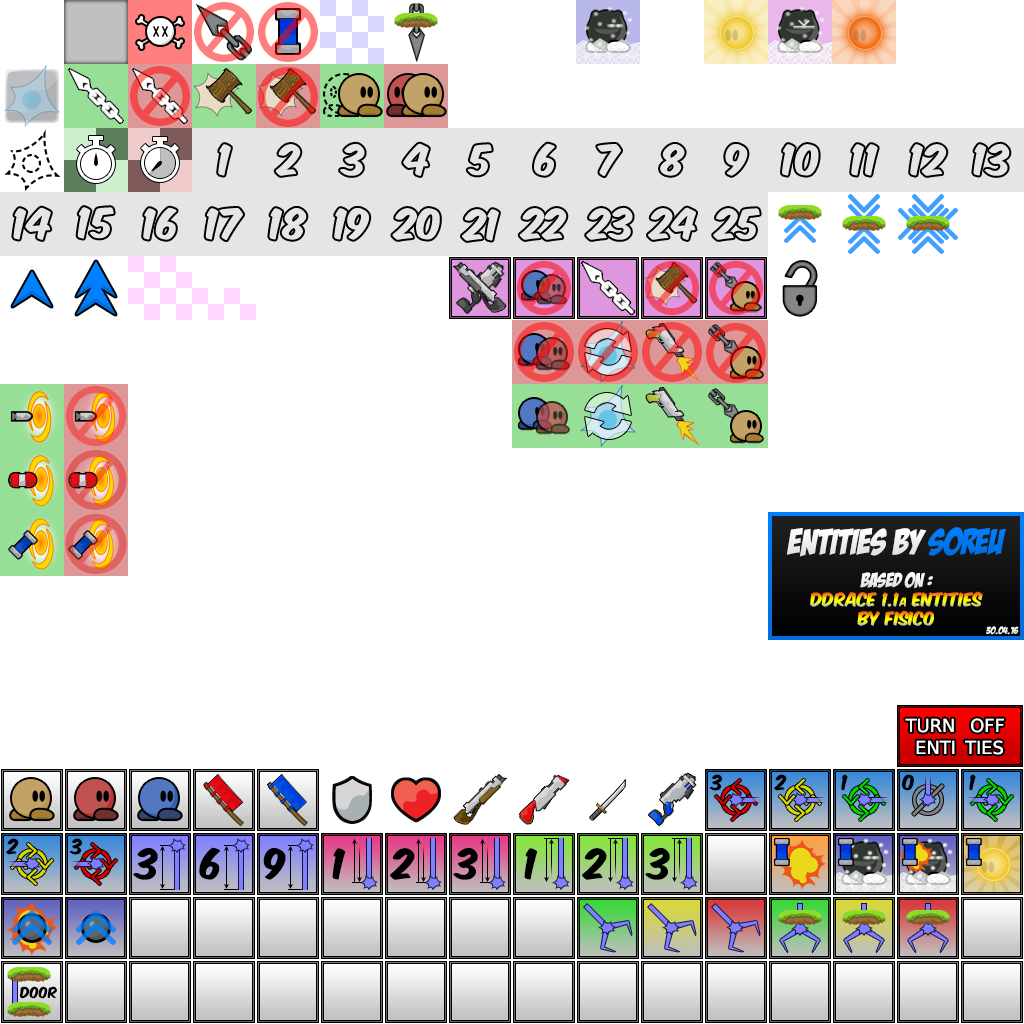 1 2 3 4 5 6 7 8 9 10 11 12 13
14 15 16 17 18 19 20 21 22 23 24 25
ENTITIES BY SOREU
BASED ON :
DDRACE 1.1A ENTITIES
BY FISICO
30.04.16
TURN OFF
ENTI TIES
3 2 1 0 1
2 3 3 6 9 1 2 3 1 2 3
DOOR